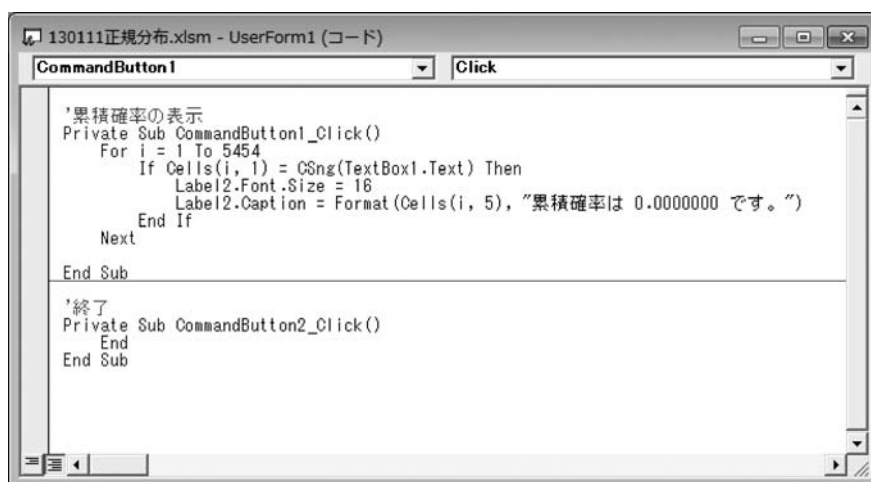 130111正規分布.xlsm - UserForm1 (コード)
CommandButton1 Click
'累積確率の表示
Private Sub CommandButton1_Click()
For i = 1 To 5454
If Cells(i, 1) = CSng(TextBox1.Text) Then
Label2.Font.Size = 16
Label2.Caption = Format(Cells(i, 5), "累積確率は 0.0000000 です。")
End If
Next
End Sub
'終了
Private Sub CommandButton2_Click()
End
End Sub